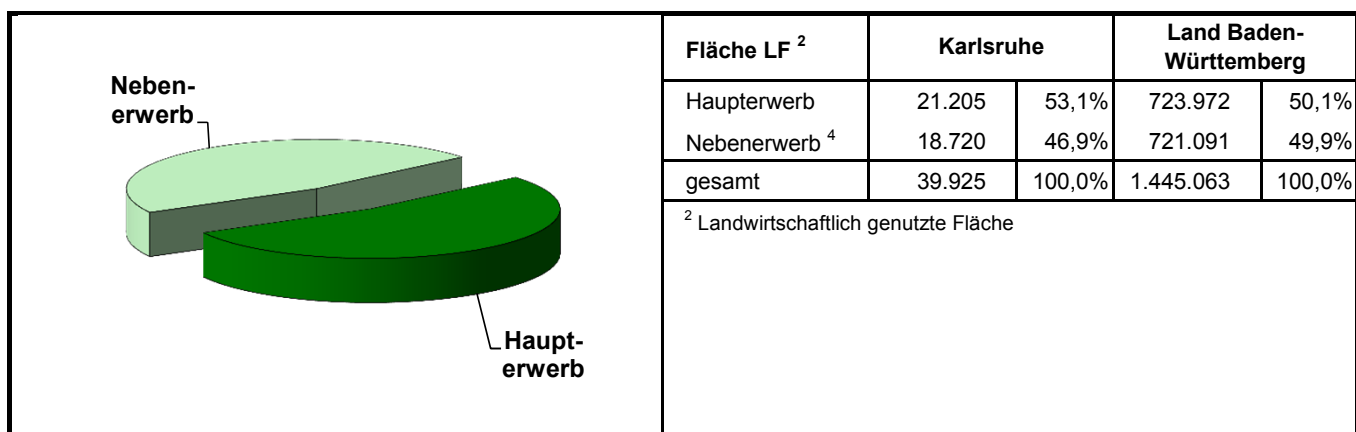 Neben-
erwerb
Haupt-
erwerb
Fläche LF ² Karlsruhe Land Baden-
Württemberg
Haupterwerb 21.205 53,1% 723.972 50,1%
Nebenerwerb ⁴ 18.720 46,9% 721.091 49,9%
gesamt 39.925 100,0% 1.445.063 100,0%
² Landwirtschaftlich genutzte Fläche